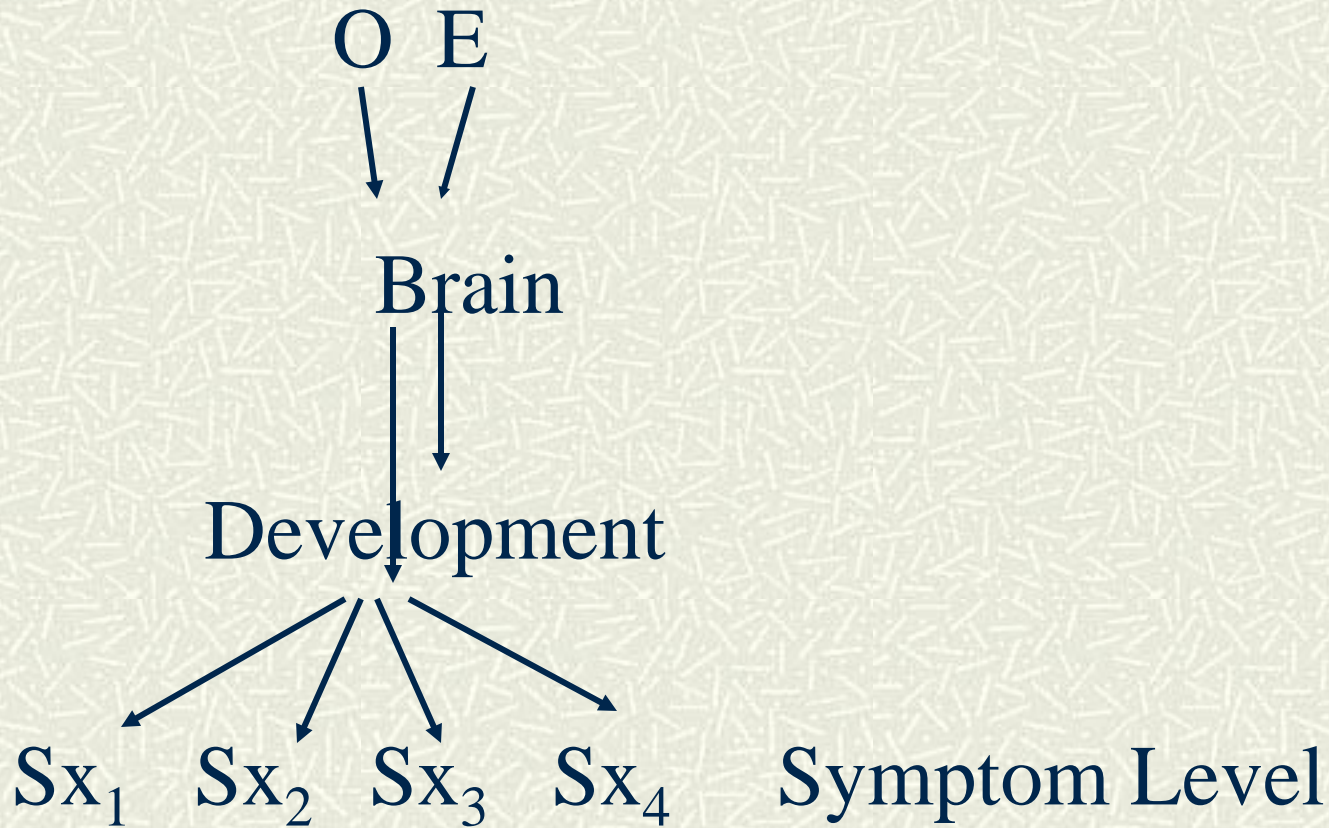 O E
Brain
Development
Sx₁ Sx₂ Sx₃ Sx₄ Symptom Level